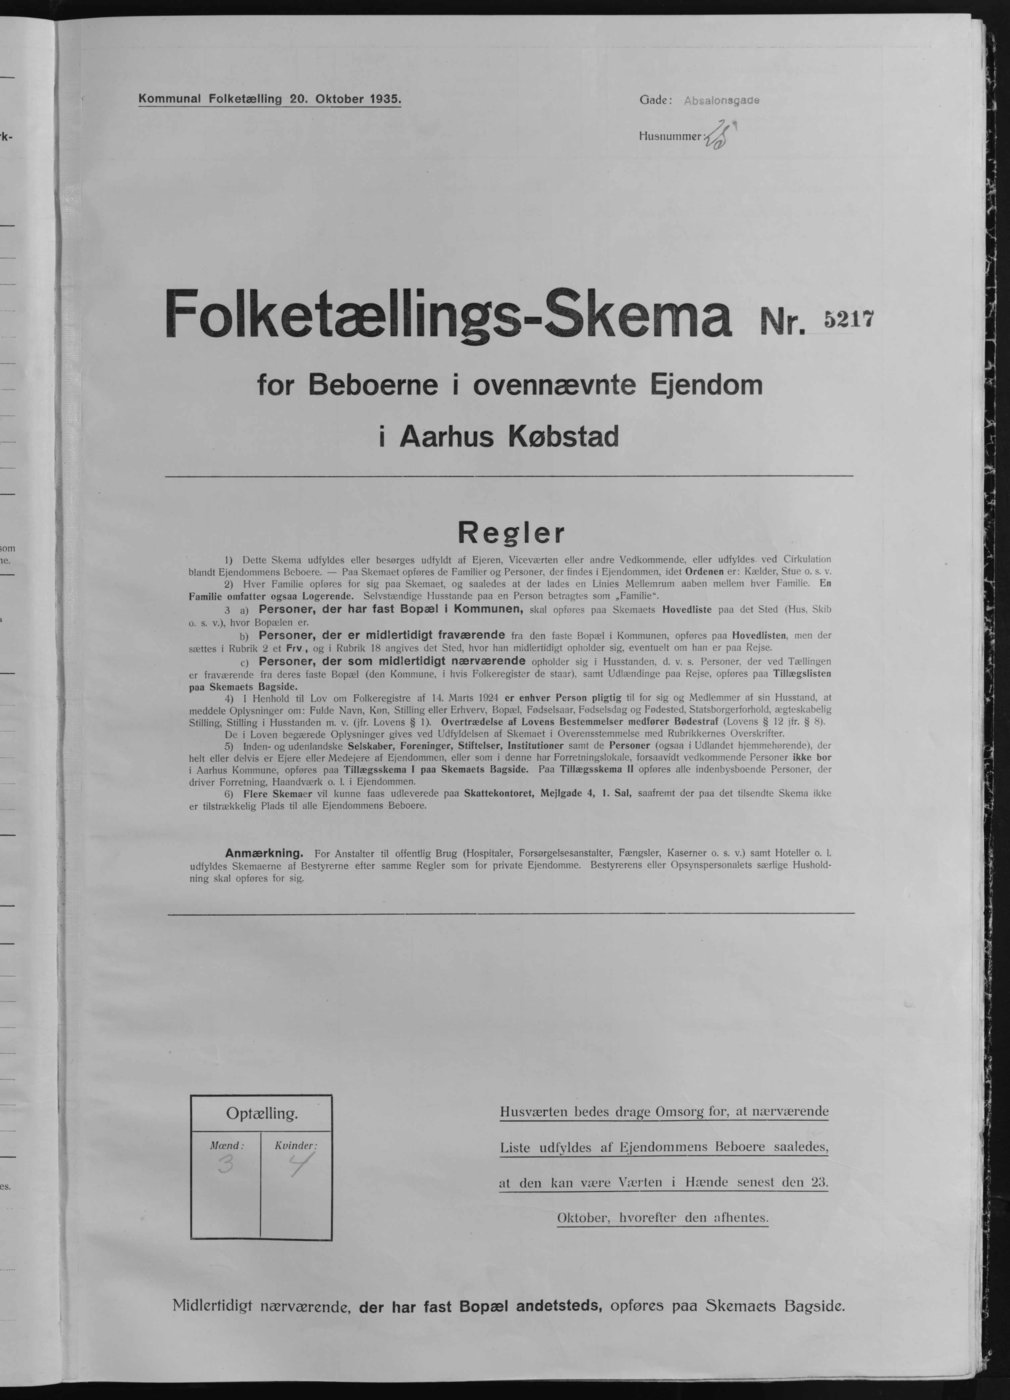 Kommunal Folketælling 20. Oktober 1935.
Gade: Absalonsgade
Husnummer:
Folketællings-Skema Nr. 5217
for Beboerne i ovennævnte Ejendom
i Aarhus Købstad
Regler
1) Dette Skema udfyldes eller besørges udfyldt af Ejeren, Viceværten eller andre Vedkommende, eller udfyldes ved Cirkulation
blandt Ejendommens Beboere. — Paa Skemaet opføres de Familier og Personer, der findes i Ejendommen, idet Ordenen er: Kælder, Stue o. s. v.
2) Hver Familie opføres for sig paa Skemaet, og saaledes at der lades en Linies Mellemrum aaben mellem hver Familie. En
Familie omfatter ogsaa Logerende. Selvstændige Husstande paa en Person betragtes som „Familie“.
3 a) Personer, der har fast Bopæl i Kommunen, skal opføres paa Skemaets Hovedliste paa det Sted (Hus, Skib
o. s. v.), hvor Bopælen er.
b) Personer, der er midlertidigt fraværende fra den faste Bopæl i Kommunen, opføres paa Hovedlisten, men der
sættes i Rubrik 2 et Frv., og i Rubrik 18 angives det Sted, hvor han midlertidigt opholder sig, eventuelt om han er paa Rejse.
c) Personer, der som midlertidigt nærværende opholder sig i Husstanden, d. v. s. Personer, der ved Tællingen
er fraværende fra deres faste Bopæl (den Kommune, i hvis Folkeregister de staar), samt Udlændinge paa Rejse, opføres paa Tillægslisten
paa Skemaets Bagside.
4) I Henhold til Lov om Folkeregistre af 14. Marts 1924 er enhver Person pligtig til for sig og Medlemmer af sin Husstand, at
meddele Oplysninger om: Fulde Navn, Køn, Stilling eller Erhverv, Bopæl, Fødselsaar, Fødselsdag og Fødested, Statsborgerforhold, ægteskabelig
Stilling, Stilling i Husstanden m. v. (jfr. Lovens § 1). Overtrædelse af Lovens Bestemmelser medfører Bødestraf (Lovens § 12 jfr. § 8).
De i Loven begærede Oplysninger gives ved Udfyldelsen af Skemaet i Overensstemmelse med Rubrikkernes Overskrifter.
5) Inden- og udenlandske Selskaber, Foreninger, Stiftelser, Institutioner samt de Personer (ogsaa i Udlandet hjemmehørende), der
helt eller delvis er Ejere eller Medejere af Ejendommen, eller som i denne har Forretningslokale, forsaavidt vedkommende Personer ikke bor
i Aarhus Kommune, opføres paa Tillægsskema I paa Skemaets Bagside. Paa Tillægsskema II opføres alle indenbysboende Personer, der
driver Forretning, Haandværk o. l. i Ejendommen.
6) Flere Skemaer vil kunne faas udleverede paa Skattekontoret, Mejlgade 4, 1. Sal, saafremt der paa det tilsendte Skema ikke
er tilstrækkelig Plads til alle Ejendommens Beboere.
Anmærkning. For Anstalter til offentlig Brug (Hospitaler, Forsørgelsesanstalter, Fængsler, Kaserner o. s. v.) samt Hoteller o. l.
udfyldes Skemaerne af Bestyrerne efter samme Regler som for private Ejendomme. Bestyrerens eller Opsynspersonalets særlige Hushold-
ning skal opføres for sig.
Optælling.
Mænd: Kvinder:
3 4
Husværten bedes drage Omsorg for, at nærværende
Liste udfyldes af Ejendommens Beboere saaledes,
at den kan være Værten i Hænde senest den 23.
Oktober, hvorefter den afhentes.
Midlertidigt nærværende, der har fast Bopæl andetsteds, opføres paa Skemaets Bagside.